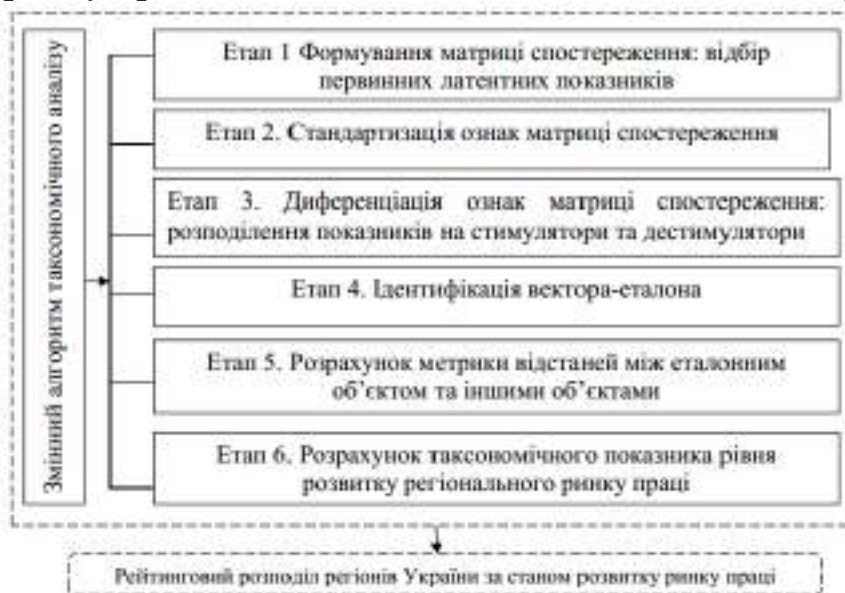 Змінний алгоритм таксономічного аналізу
Етап 1 Формування матриці спостереження: відбір
первинних латентних показників
Етап 2. Стандартизація ознак матриці спостереження
Етап 3. Диференціація ознак матриці спостереження:
розподілення показників на стимулятори та дестимулятори
Етап 4. Ідентифікація вектора-еталона
Етап 5. Розрахунок метрики відстаней між еталонним
об’єктом та іншими об’єктами
Етап 6. Розрахунок таксономічного показника рівня
розвитку регіонального ринку праці
Рейтинговий розподіл регіонів України за станом розвитку ринку праці